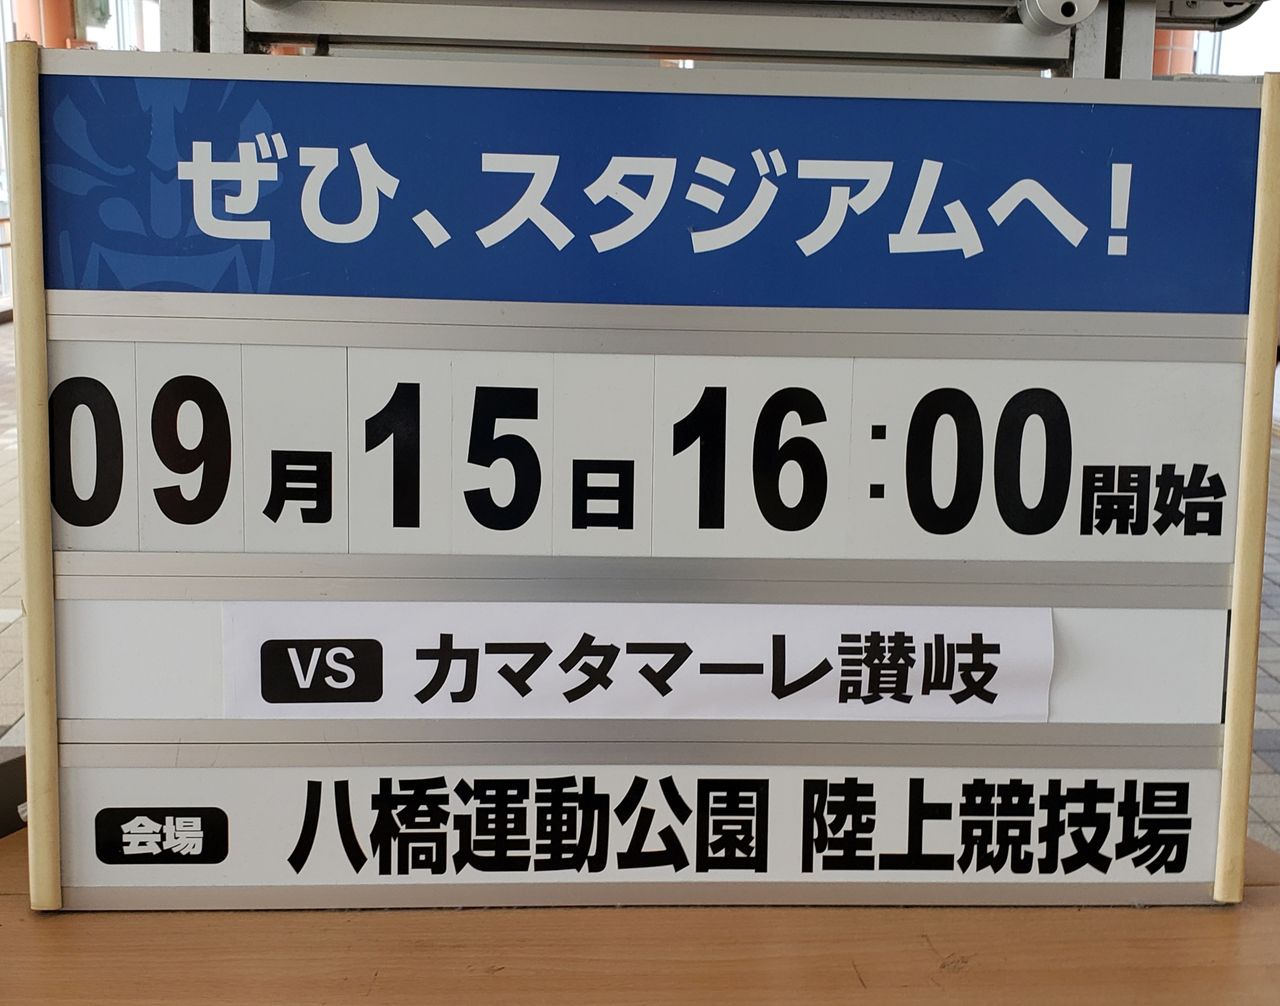 ぜひ、スタジアムへ!
09月15日 16:00開始
VS カマタマーレ讃岐
会場 八橋運動公園 陸上競技場